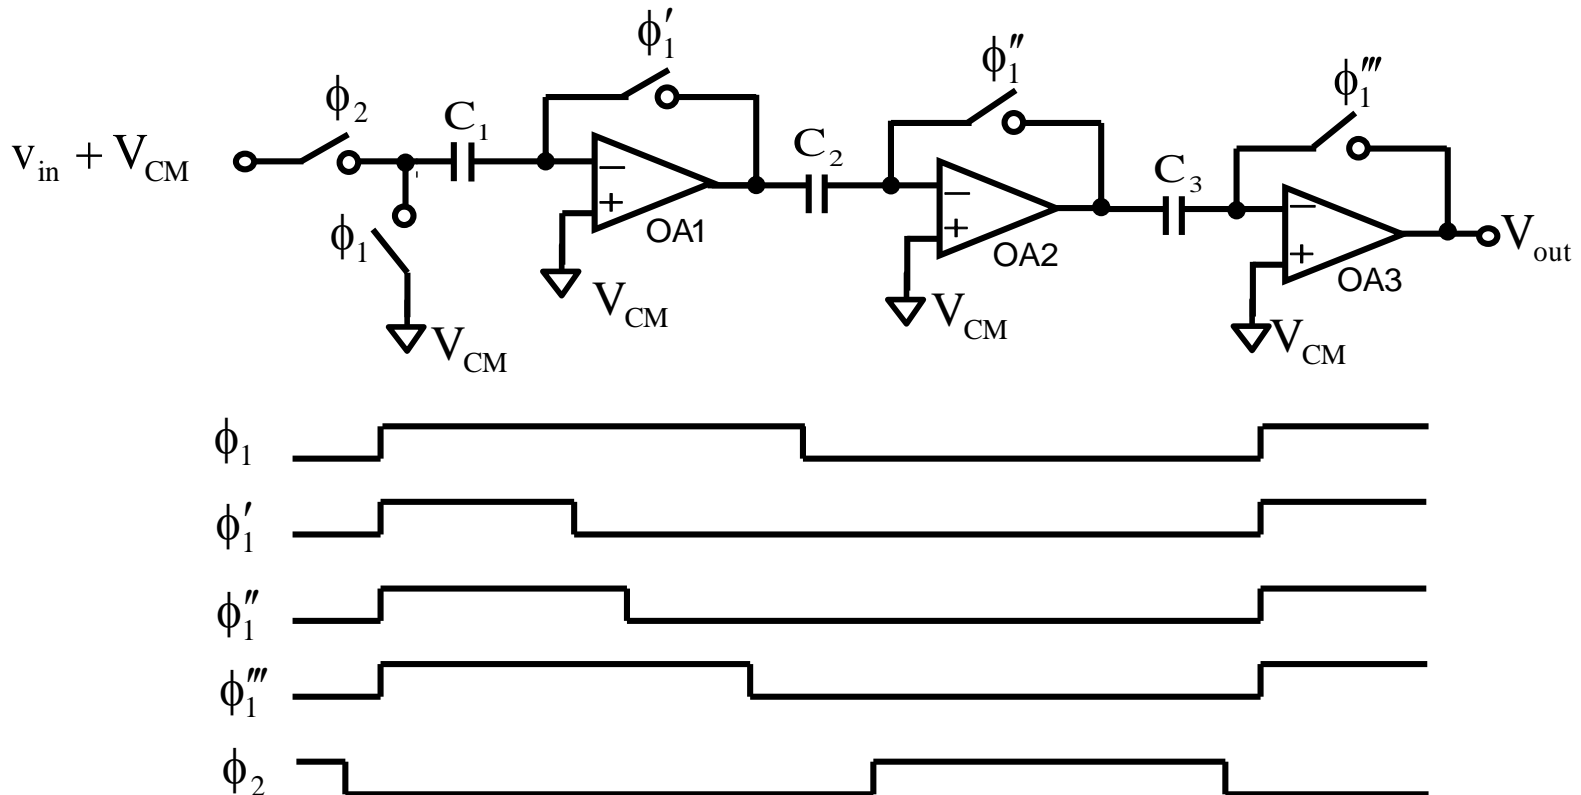 ϕ₁′
ϕ₁″
ϕ₁‴
ϕ₂
C₁
C₂
C₃
v_in + V_CM
−
+
OA1
−
+
OA2
−
+
OA3
V_out
ϕ₁
V_CM
V_CM
V_CM
V_CM
ϕ₁
ϕ₁′
ϕ₁″
ϕ₁‴
ϕ₂